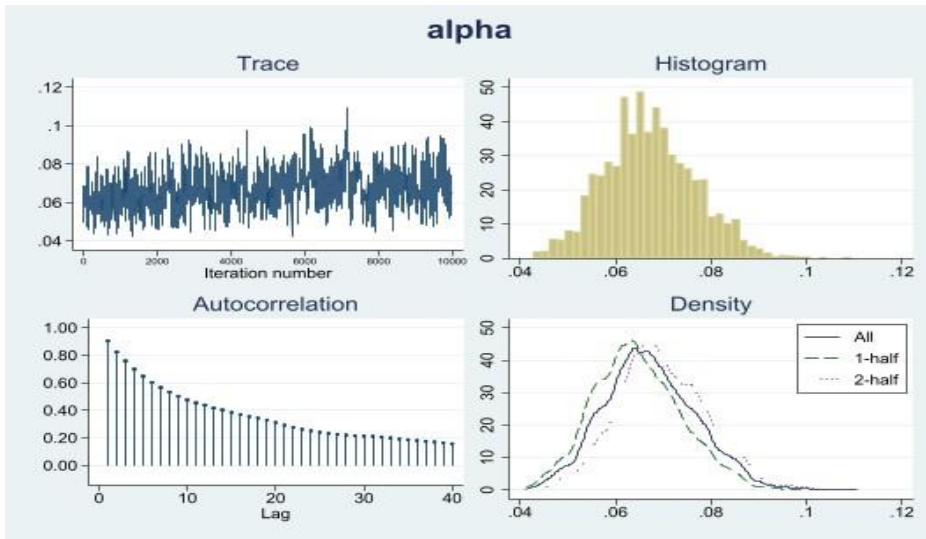 alpha
Trace
.12
.1
.08
.06
.04
0 2000 4000 6000 8000 10000
Iteration number
Histogram
50
40
30
20
10
0
.04 .06 .08 .1 .12
Autocorrelation
1.00
0.80
0.60
0.40
0.20
0.00
0 10 20 30 40
Lag
Density
50
40
30
20
10
0
All
1-half
2-half
.04 .06 .08 .1 .12